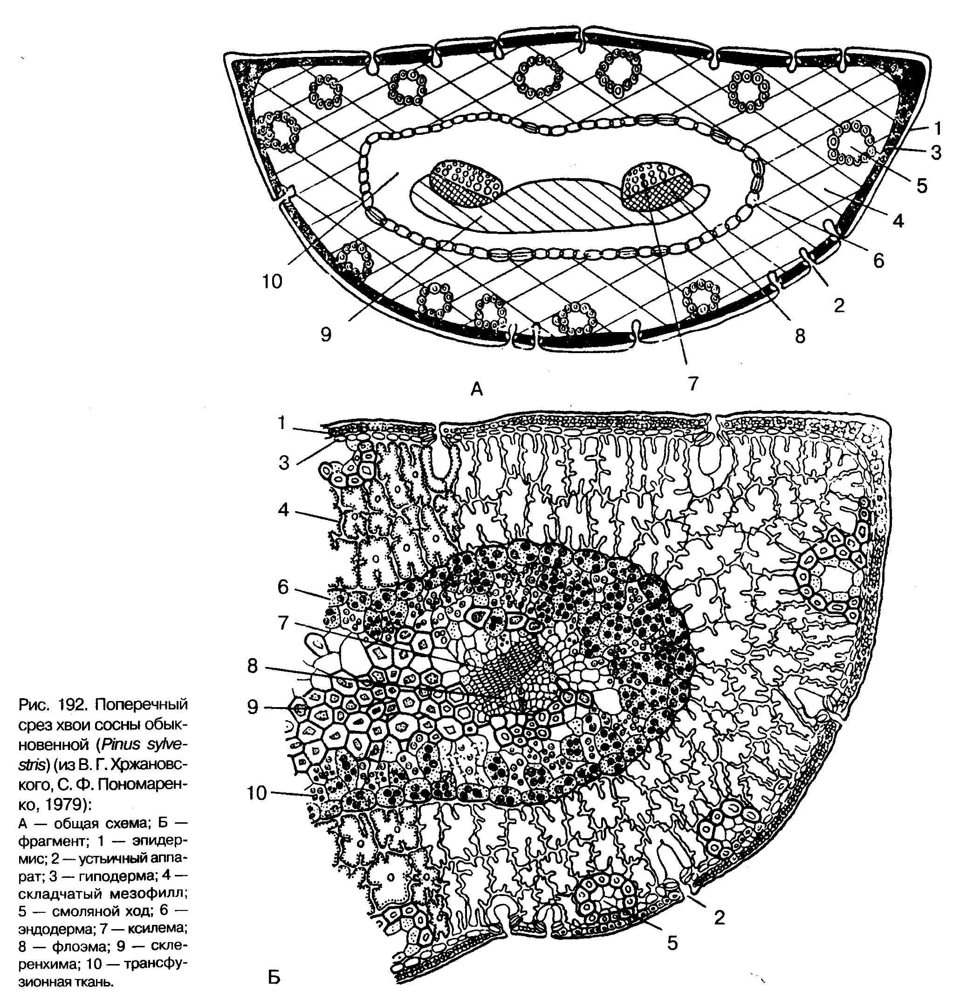 1
3
5
4
6
2
10
9
8
7
А
1
3
4
6
7
8
9
10
2
5
Б
Рис. 192. Поперечный
срез хвои сосны обык-
новенной (Pinus sylve-
stris) (из В. Г. Хржановс-
кого, С. Ф. Пономарен-
ко, 1979):
А — общая схема; Б —
фрагмент; 1 — эпидер-
мис; 2 — устьичный аппа-
рат; 3 — гиподерма; 4 —
складчатый мезофилл;
5 — смоляной ход; 6 —
эндодерма; 7 — ксилема;
8 — флоэма; 9 — скле-
ренхима; 10 — трансфу-
зионная ткань.